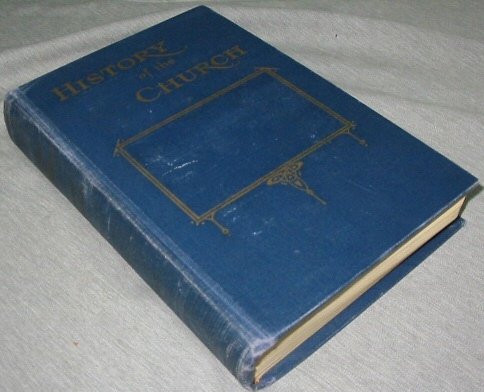 HISTORY
of the
CHURCH